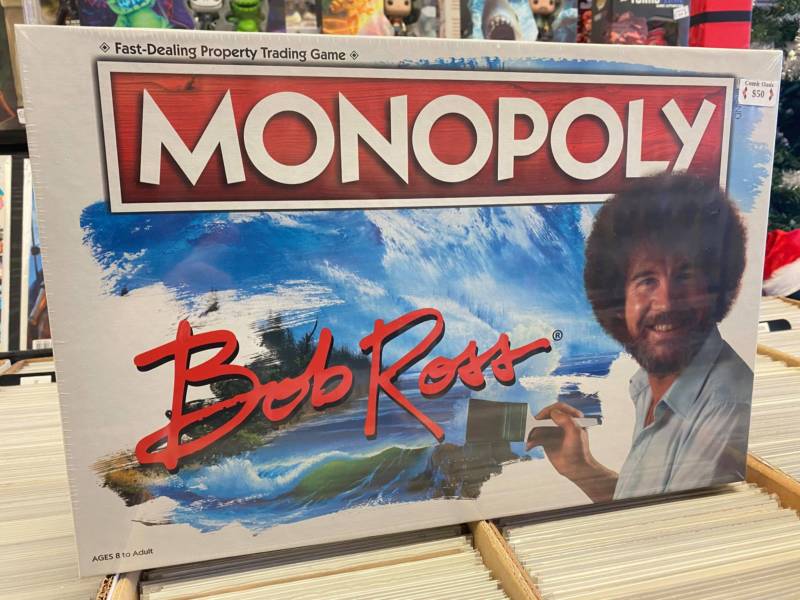 ◈ Fast-Dealing Property Trading Game ◈
MONOPOLY
Comic Oasis
$50
Bob Ross®
AGES 8 to Adult